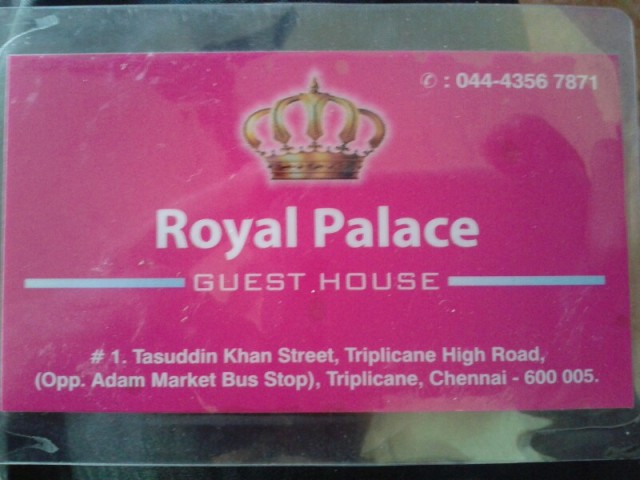 ✆ : 044-4356 7871
Royal Palace
GUEST HOUSE
# 1. Tasuddin Khan Street, Triplicane High Road,
(Opp. Adam Market Bus Stop), Triplicane, Chennai - 600 005.